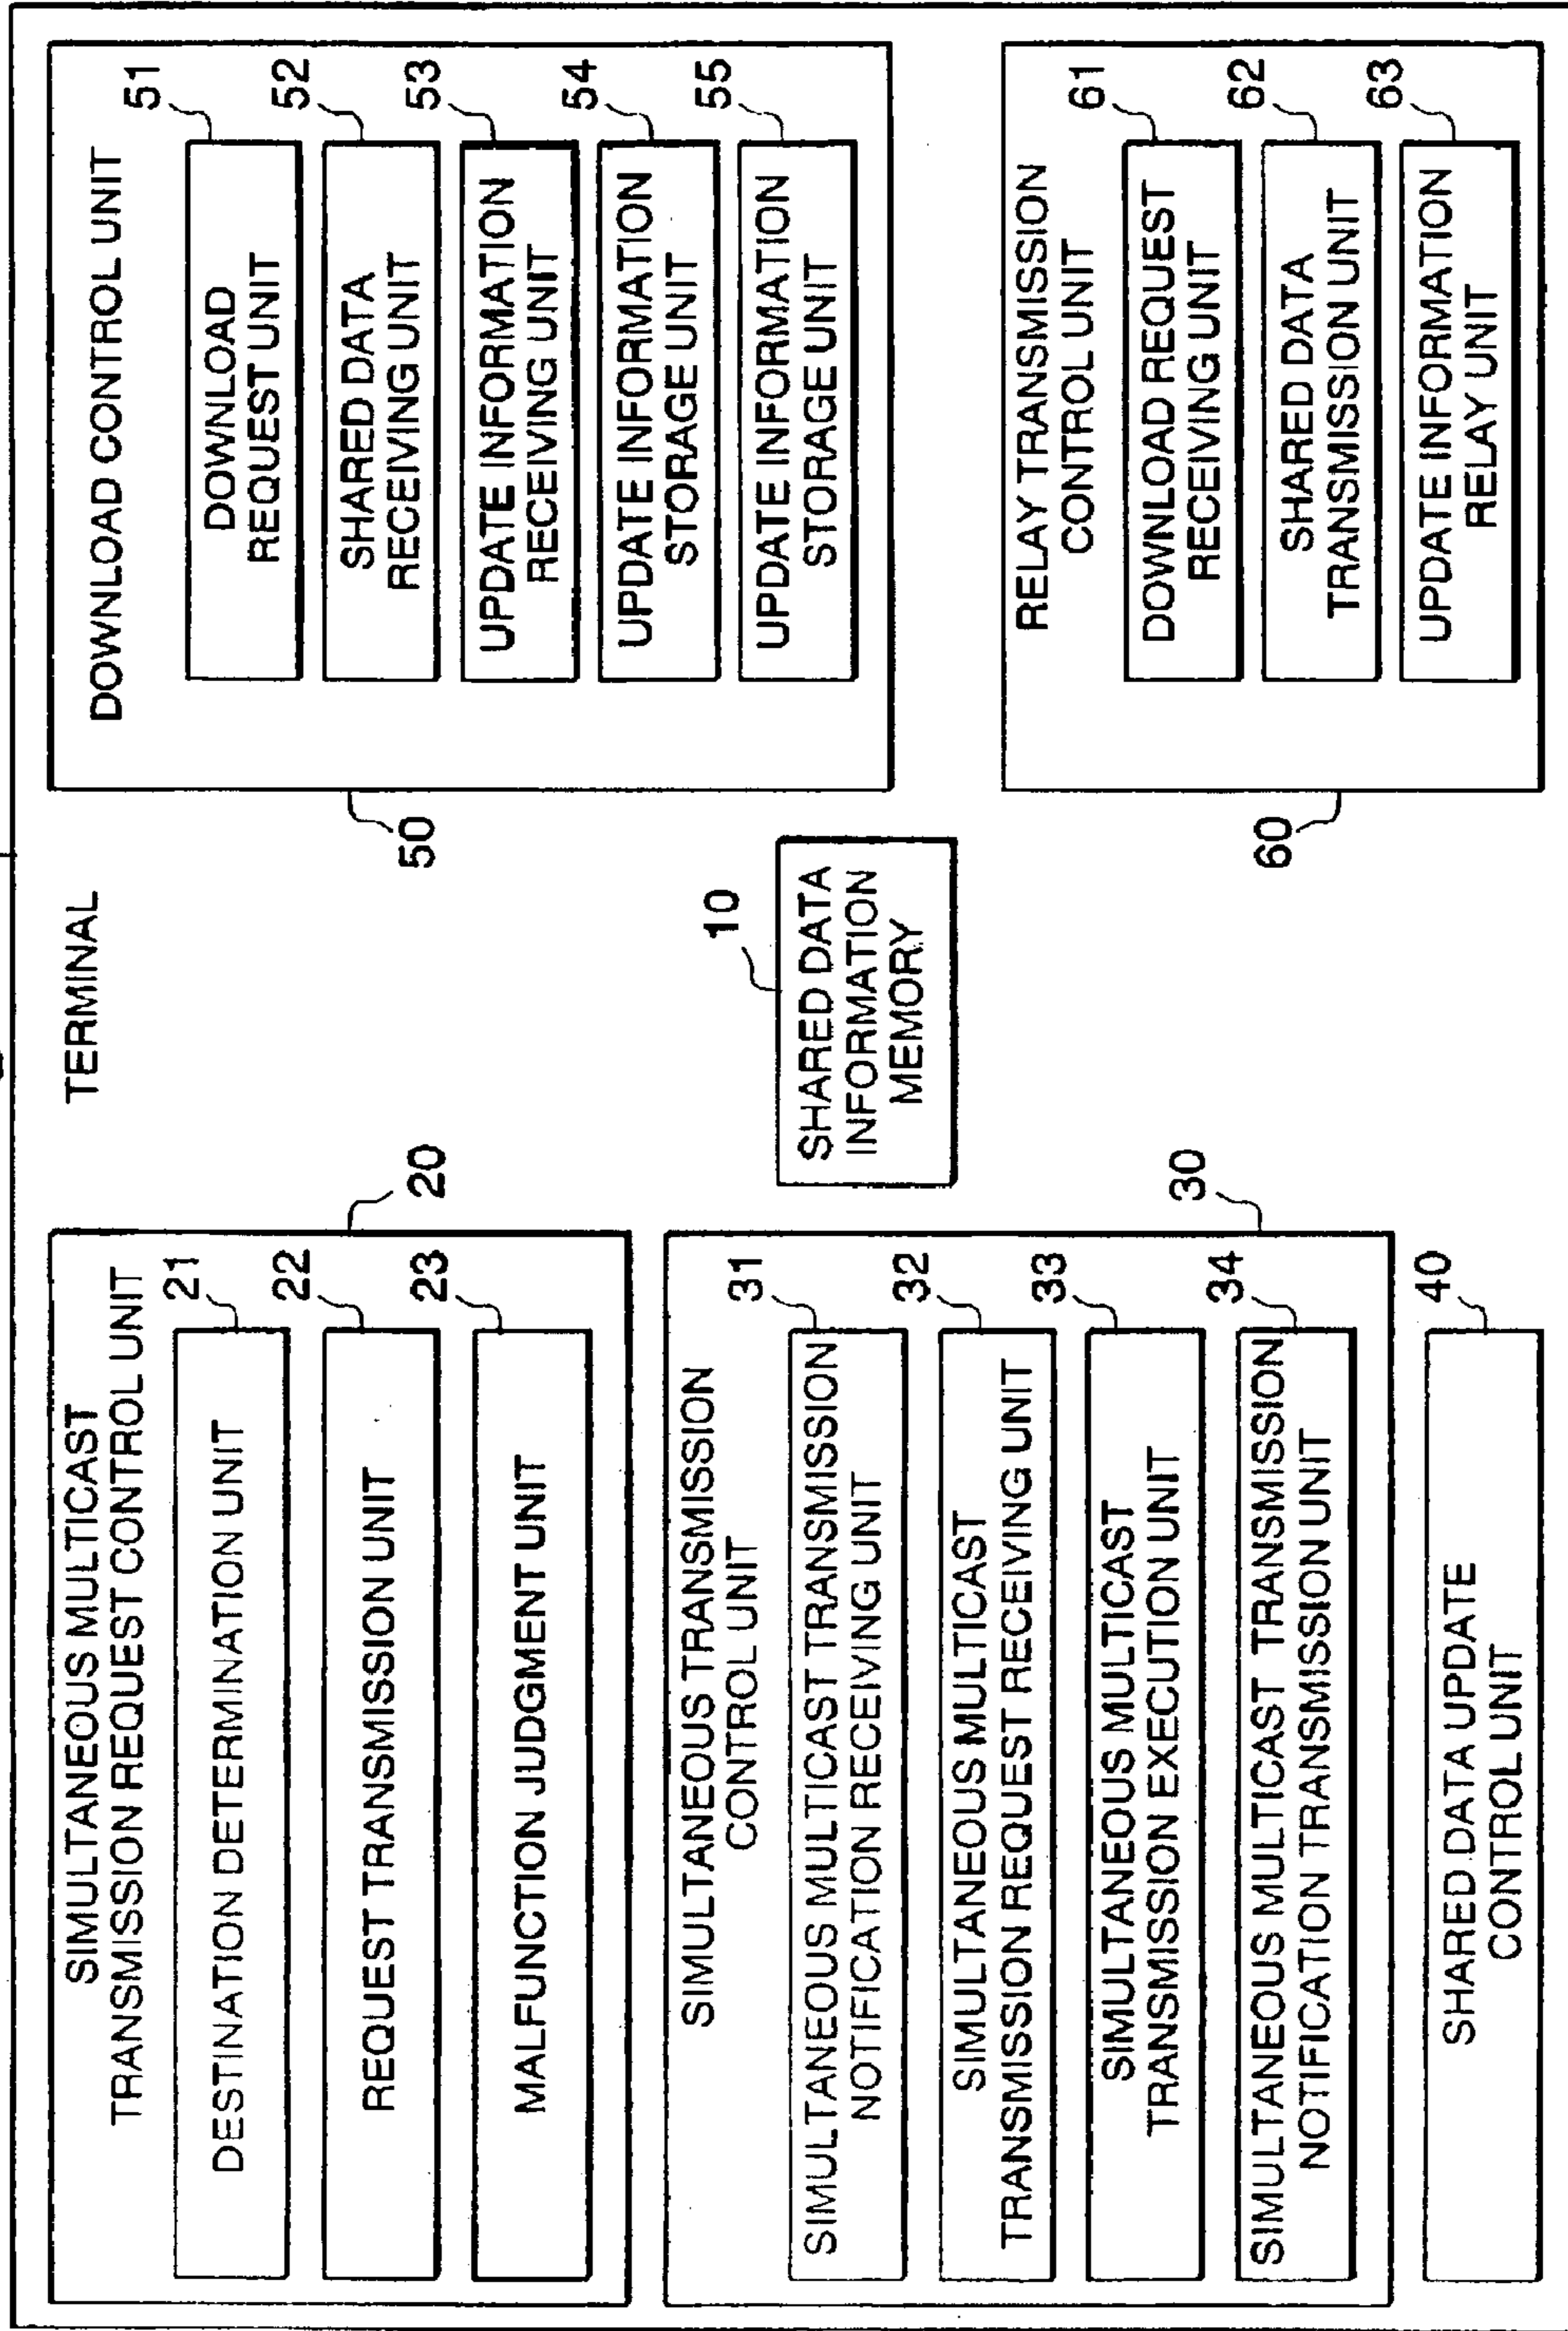 TERMINAL
SIMULTANEOUS MULTICAST
TRANSMISSION REQUEST CONTROL UNIT
20
21
DESTINATION DETERMINATION UNIT
22
REQUEST TRANSMISSION UNIT
23
MALFUNCTION JUDGMENT UNIT
SIMULTANEOUS TRANSMISSION
CONTROL UNIT
30
31
SIMULTANEOUS MULTICAST TRANSMISSION
NOTIFICATION RECEIVING UNIT
32
SIMULTANEOUS MULTICAST
TRANSMISSION REQUEST RECEIVING UNIT
33
SIMULTANEOUS MULTICAST
TRANSMISSION EXECUTION UNIT
34
SIMULTANEOUS MULTICAST TRANSMISSION
NOTIFICATION TRANSMISSION UNIT
40
SHARED DATA UPDATE
CONTROL UNIT
10
SHARED DATA
INFORMATION
MEMORY
DOWNLOAD CONTROL UNIT
50
51
DOWNLOAD
REQUEST UNIT
52
SHARED DATA
RECEIVING UNIT
53
UPDATE INFORMATION
RECEIVING UNIT
54
UPDATE INFORMATION
STORAGE UNIT
55
UPDATE INFORMATION
STORAGE UNIT
RELAY TRANSMISSION
CONTROL UNIT
60
61
DOWNLOAD REQUEST
RECEIVING UNIT
62
SHARED DATA
TRANSMISSION UNIT
63
UPDATE INFORMATION
RELAY UNIT